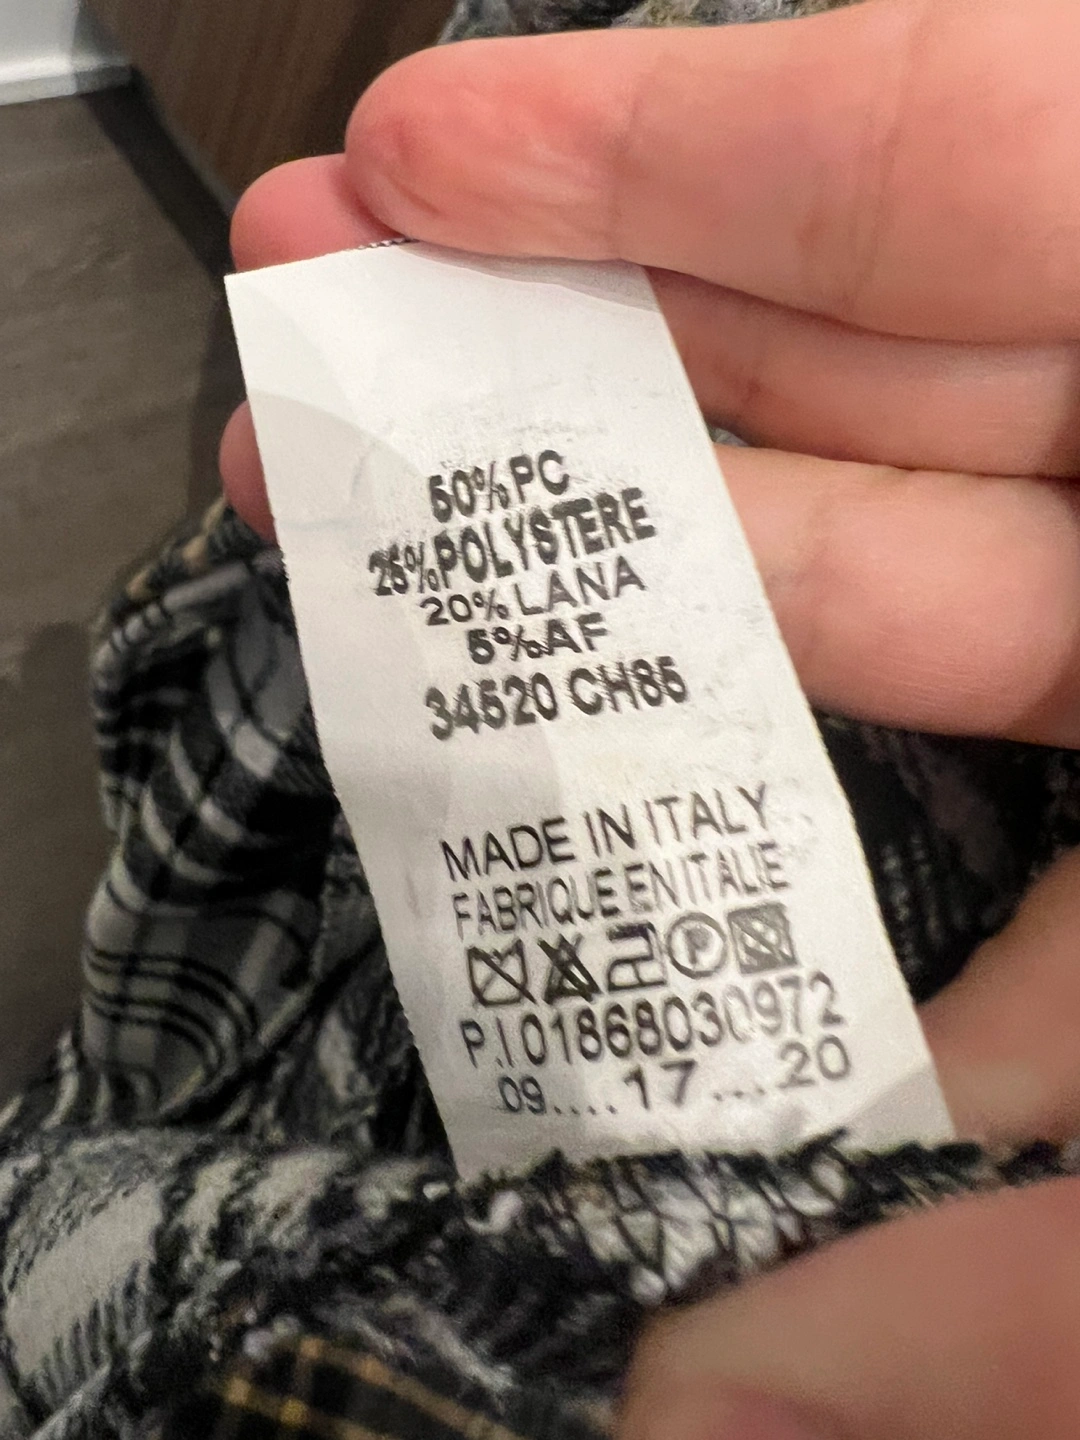 50% PC
25% POLYSTERE
20% LANA
5% AF
34520 CH85
MADE IN ITALY
FABRIQUE EN ITALIE
P
P.I 01868030972
09.... 17 ....20